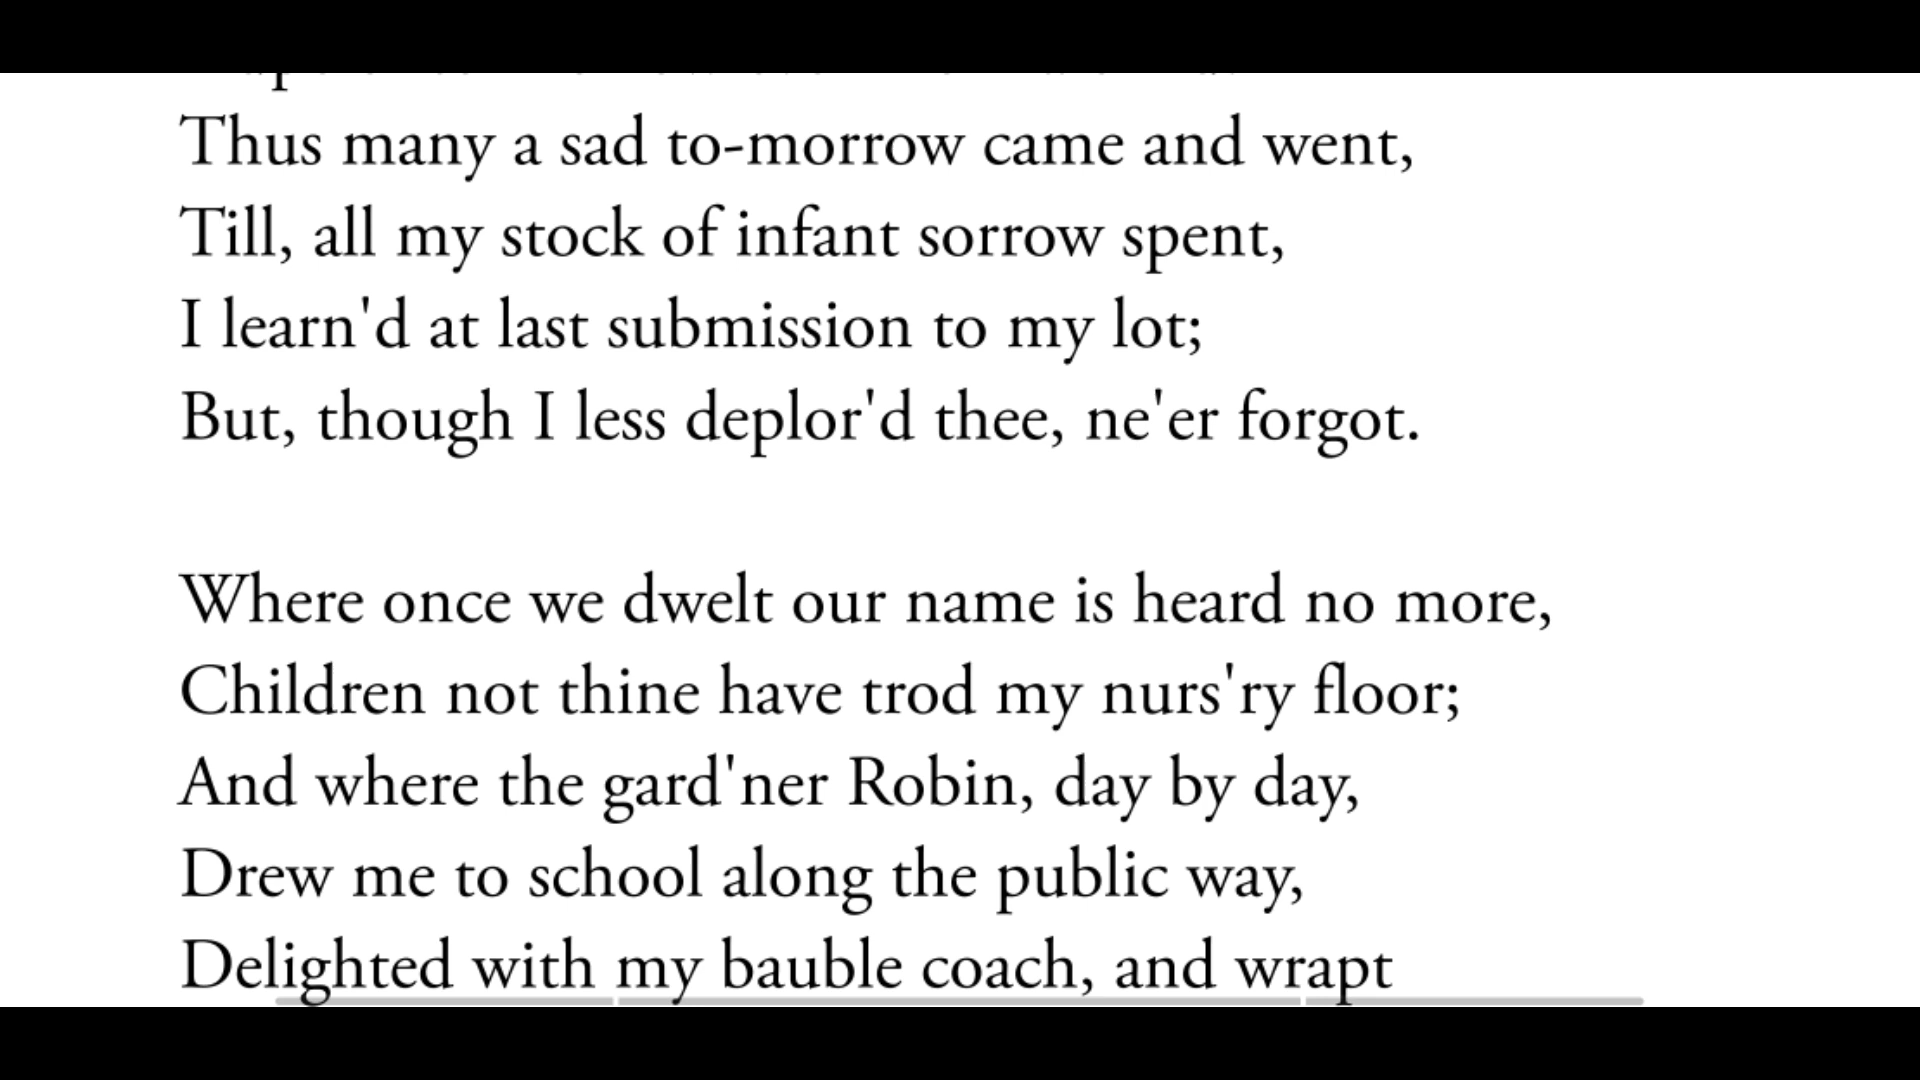 Thus many a sad to-morrow came and went,
Till, all my stock of infant sorrow spent,
I learn'd at last submission to my lot;
But, though I less deplor'd thee, ne'er forgot.
Where once we dwelt our name is heard no more,
Children not thine have trod my nurs'ry floor;
And where the gard'ner Robin, day by day,
Drew me to school along the public way,
Delighted with my bauble coach, and wrapt